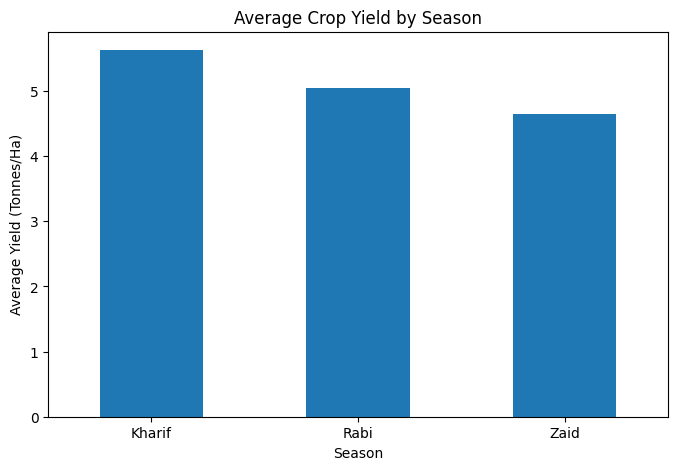 Average Crop Yield by Season
Average Yield (Tonnes/Ha)
5
4
3
2
1
0
Kharif
Rabi
Zaid
Season